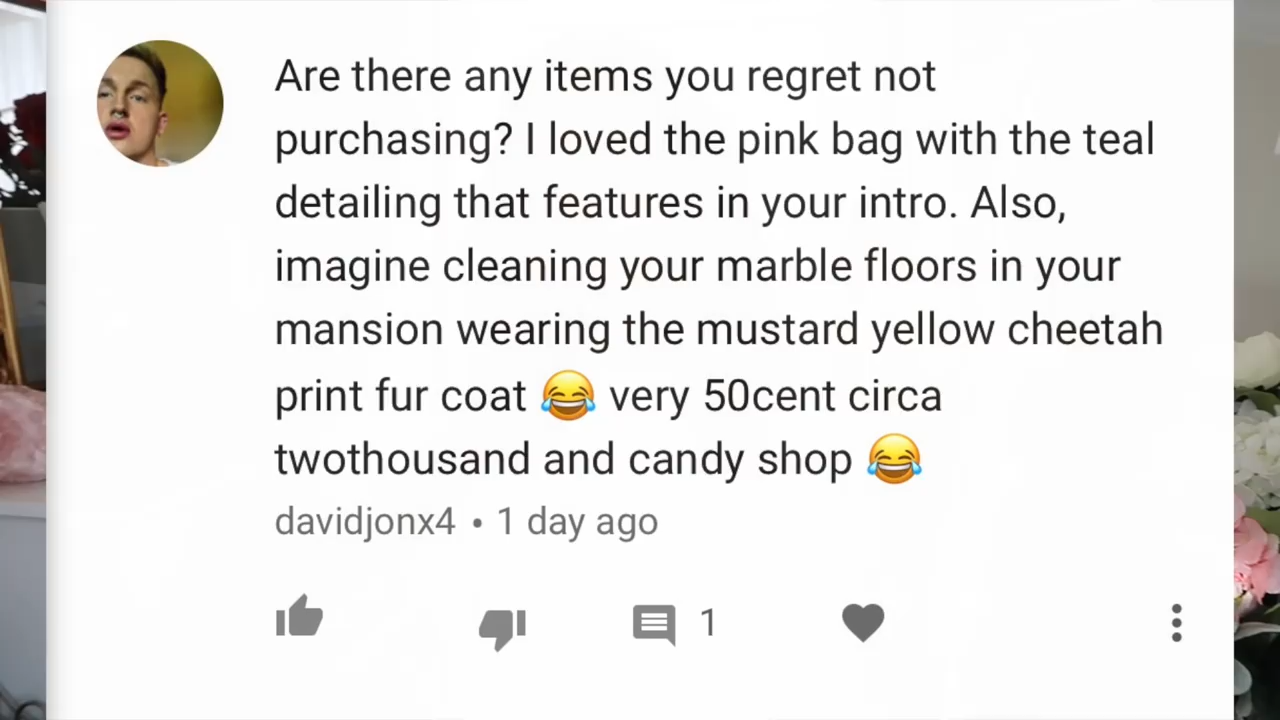 Are there any items you regret not
purchasing? I loved the pink bag with the teal
detailing that features in your intro. Also,
imagine cleaning your marble floors in your
mansion wearing the mustard yellow cheetah
print fur coat 😂 very 50cent circa
twothousand and candy shop 😂
davidjonx4 • 1 day ago
1